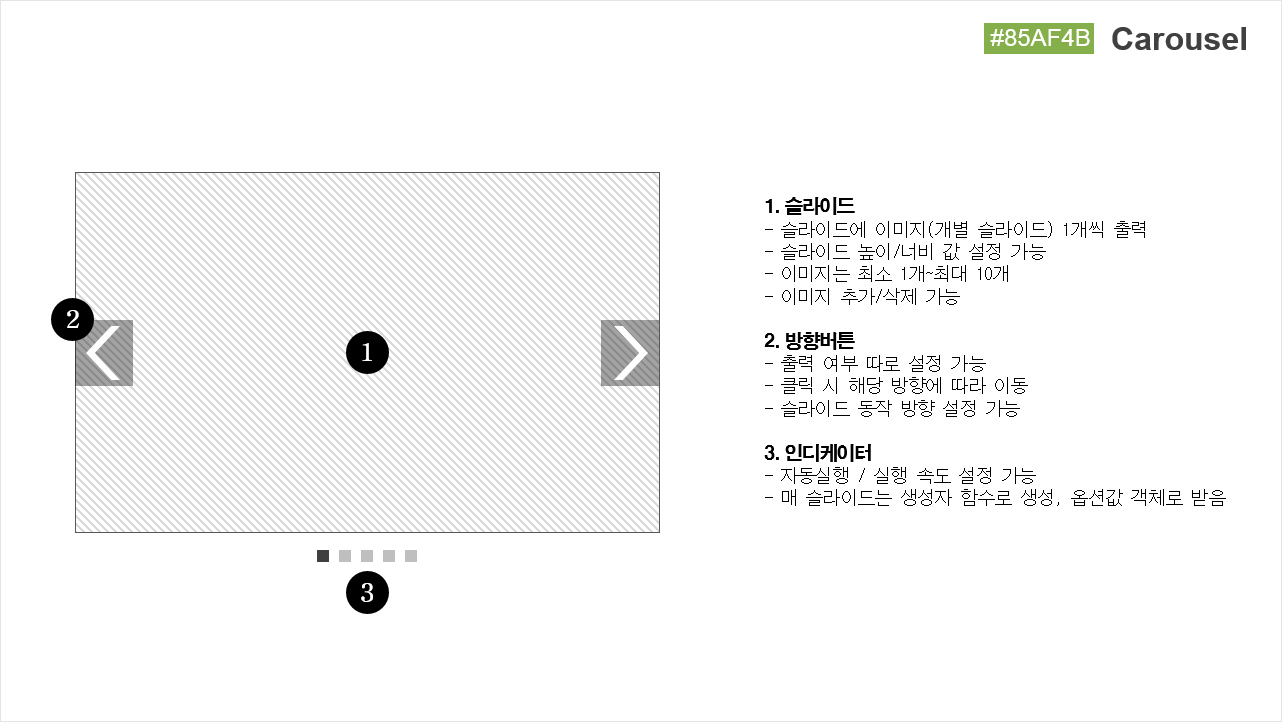 #85AF4B Carousel
1. 슬라이드
- 슬라이드에 이미지(개별 슬라이드) 1개씩 출력
- 슬라이드 높이/너비 값 설정 가능
- 이미지는 최소 1개~최대 10개
- 이미지 추가/삭제 가능
2
1
2. 방향버튼
- 출력 여부 따로 설정 가능
- 클릭 시 해당 방향에 따라 이동
- 슬라이드 동작 방향 설정 가능
3. 인디케이터
- 자동실행 / 실행 속도 설정 가능
- 매 슬라이드는 생성자 함수로 생성, 옵션값 객체로 받음
3